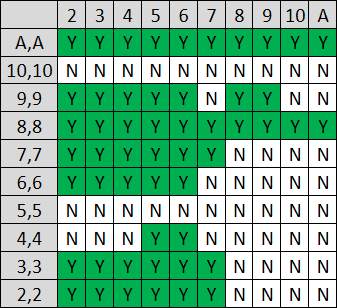 2 3 4 5 6 7 8 9 10 A
A,A Y Y Y Y Y Y Y Y Y Y
10,10 N N N N N N N N N N
9,9 Y Y Y Y Y N Y Y N N
8,8 Y Y Y Y Y Y Y Y Y Y
7,7 Y Y Y Y Y Y N N N N
6,6 Y Y Y Y Y N N N N N
5,5 N N N N N N N N N N
4,4 N N N Y Y N N N N N
3,3 Y Y Y Y Y Y N N N N
2,2 Y Y Y Y Y Y N N N N